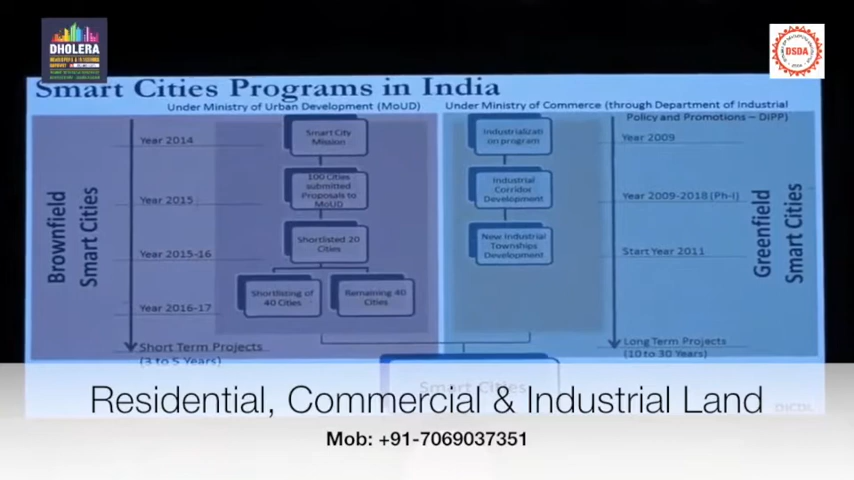 DHOLERA
DSDA
Smart Cities Programs in India
Under Ministry of Urban Development (MoUD)
Under Ministry of Commerce (through Department of Industrial
Policy and Promotions – DIPP)
Brownfield
Smart Cities
Year 2014
Year 2015
Year 2015-16
Year 2016-17
Short Term Projects
(3 to 5 Years)
Smart City
Mission
100 Cities
submitted
Proposals to
MoUD
Shortlisted 20
Cities
Shortlisting of
40 Cities
Remaining 40
Cities
Industrializati
on program
Industrial
Corridor
Development
New Industrial
Townships
Development
Year 2009
Year 2009-2018 (Ph-I)
Start Year 2011
Long Term Projects
(10 to 30 Years)
Greenfield
Smart Cities
Smart Cities
DICDL
Residential, Commercial & Industrial Land
Mob: +91-7069037351